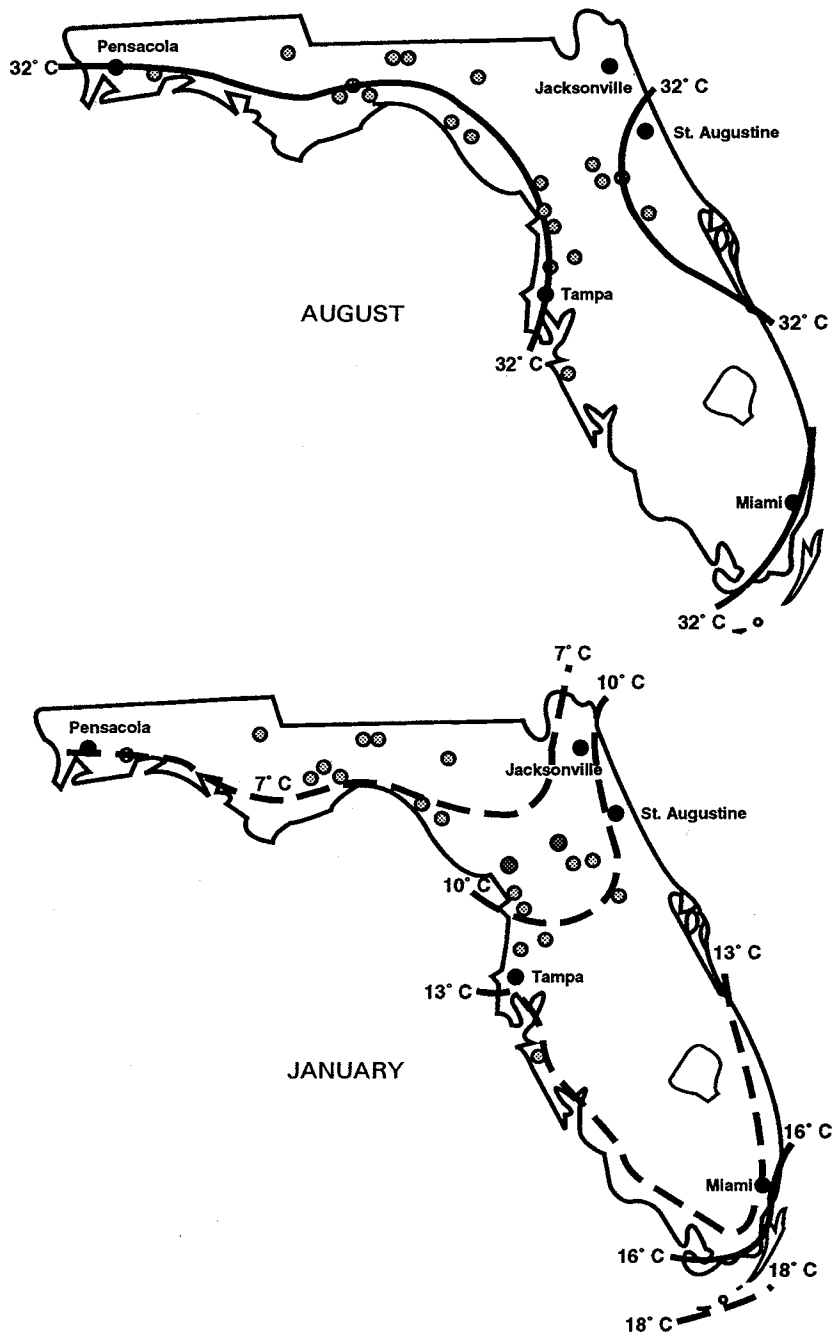 Pensacola
32° C
Jacksonville
32° C
St. Augustine
AUGUST
Tampa
32° C
32° C
Miami
32° C
7° C
10° C
Pensacola
Jacksonville
7° C
St. Augustine
10° C
13° C
Tampa
13° C
JANUARY
16° C
Miami
16° C
18° C
18° C